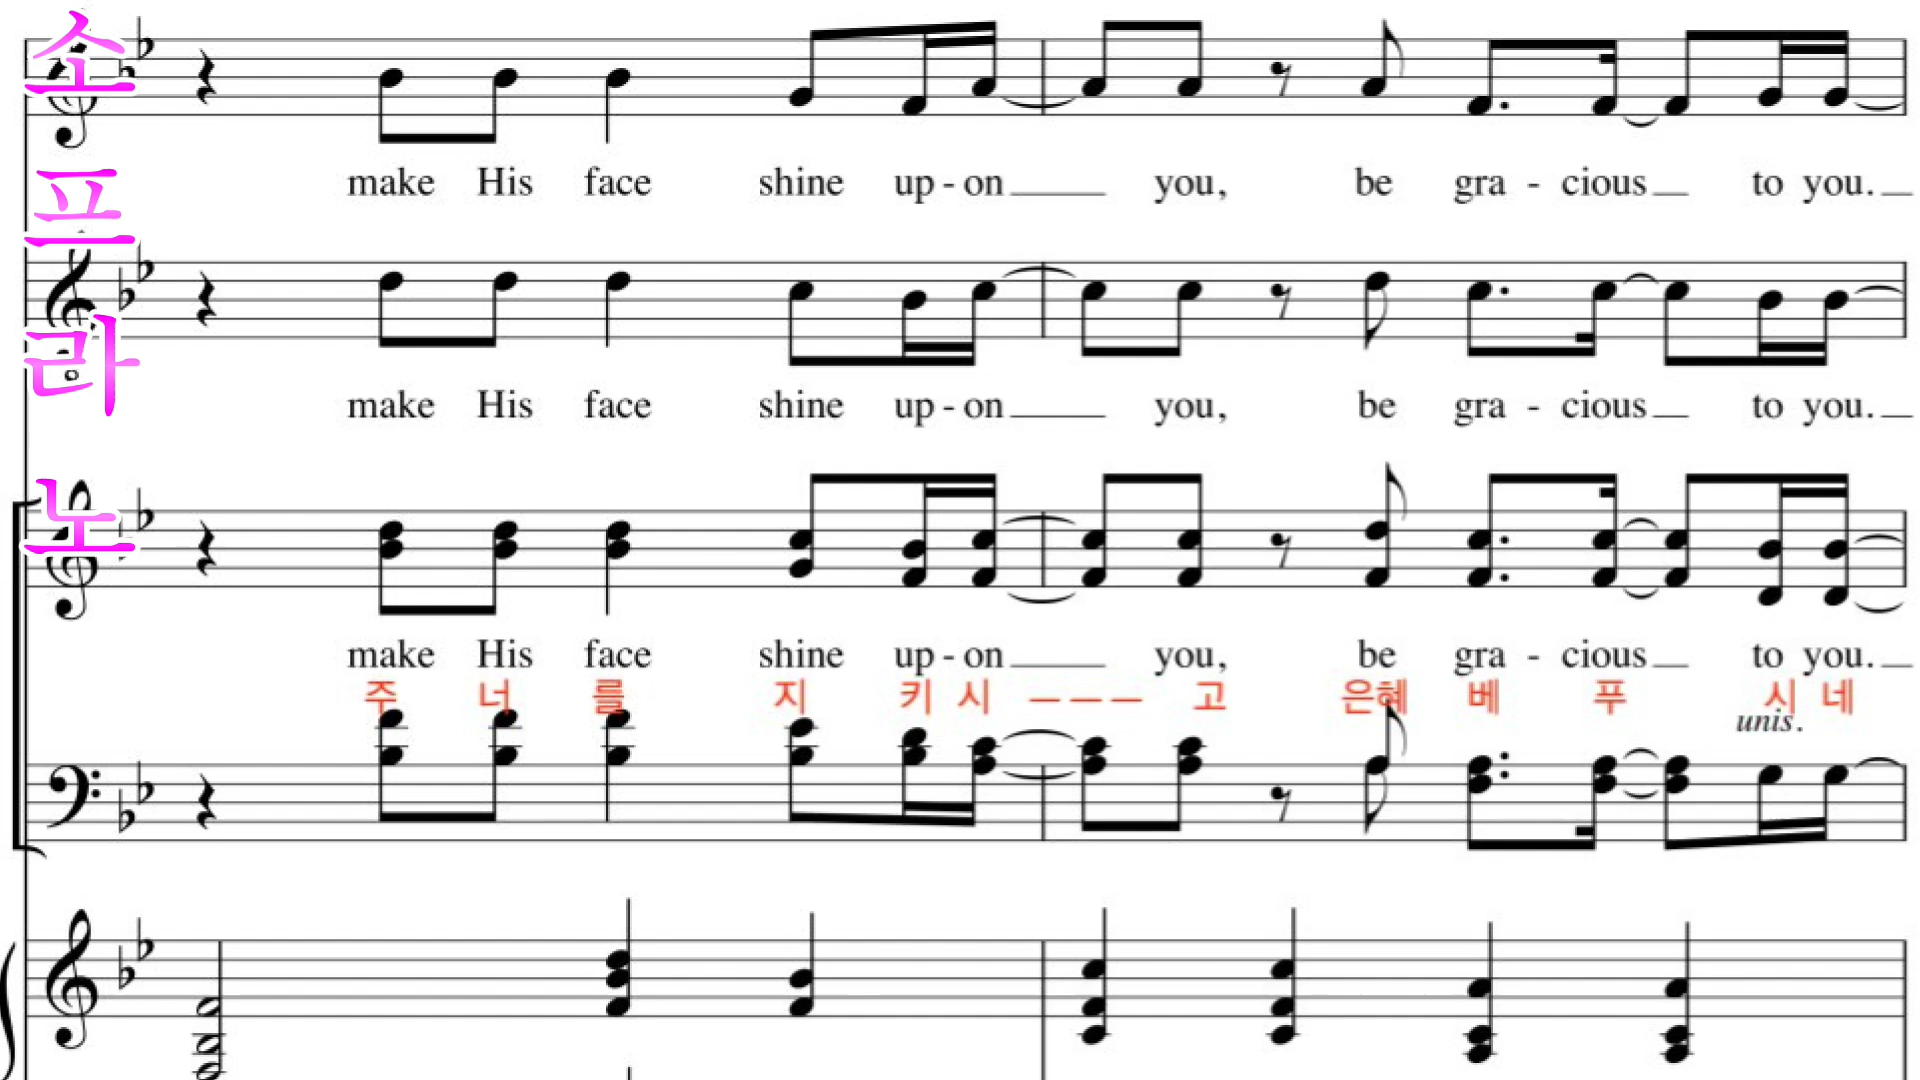 소프라노
make His face shine up - on you, be gra - cious to you.
make His face shine up - on you, be gra - cious to you.
make His face shine up - on you, be gra - cious to you.
주 너 를 지 키 시 ㅡ ㅡ ㅡ 고 은혜 베 푸 시 네
unis.